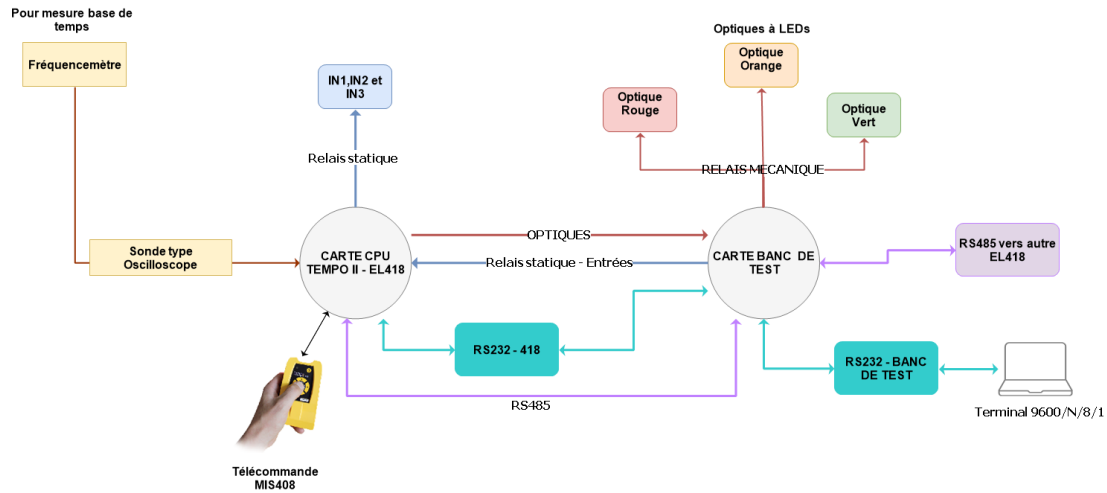 Pour mesure base de
temps
Fréquencemètre
Optiques à LEDs
Optique
Orange
IN1,IN2 et
IN3
Optique
Rouge
Optique
Vert
Relais statique
RELAIS MECANIQUE
Sonde type
Oscilloscope
CARTE CPU
TEMPO II - EL418
OPTIQUES
Relais statique - Entrées
CARTE BANC DE
TEST
RS485 vers autre
EL418
RS232 - 418
RS232 - BANC
DE TEST
RS485
Terminal 9600/N/8/1
Télécommande
MIS408